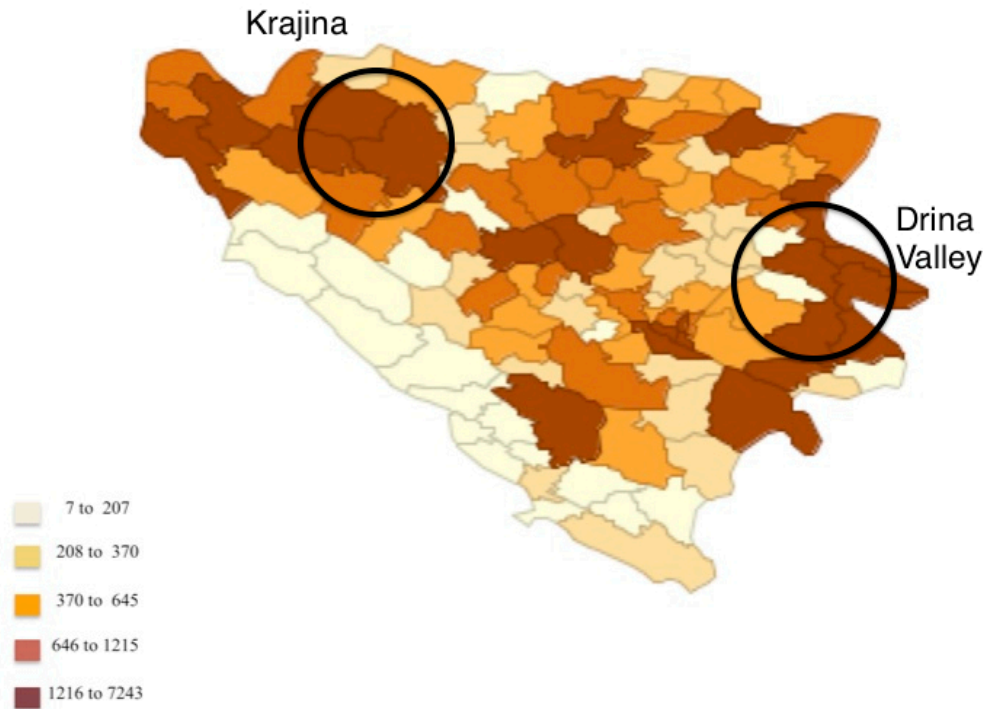 Krajina
Drina
Valley
7 to 207
208 to 370
370 to 645
646 to 1215
1216 to 7243